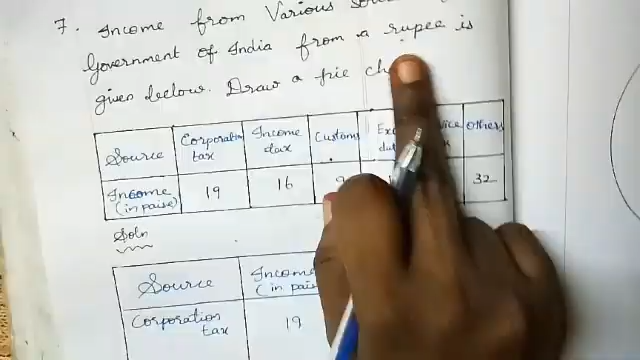 7. Income from Various
Government of India from a rupee is
given below. Draw a pie
Source Corporation tax Income tax Customs Others
Income (in paise) 19 16 9 32
Soln
Source Income (in paise)
Corporation tax 19